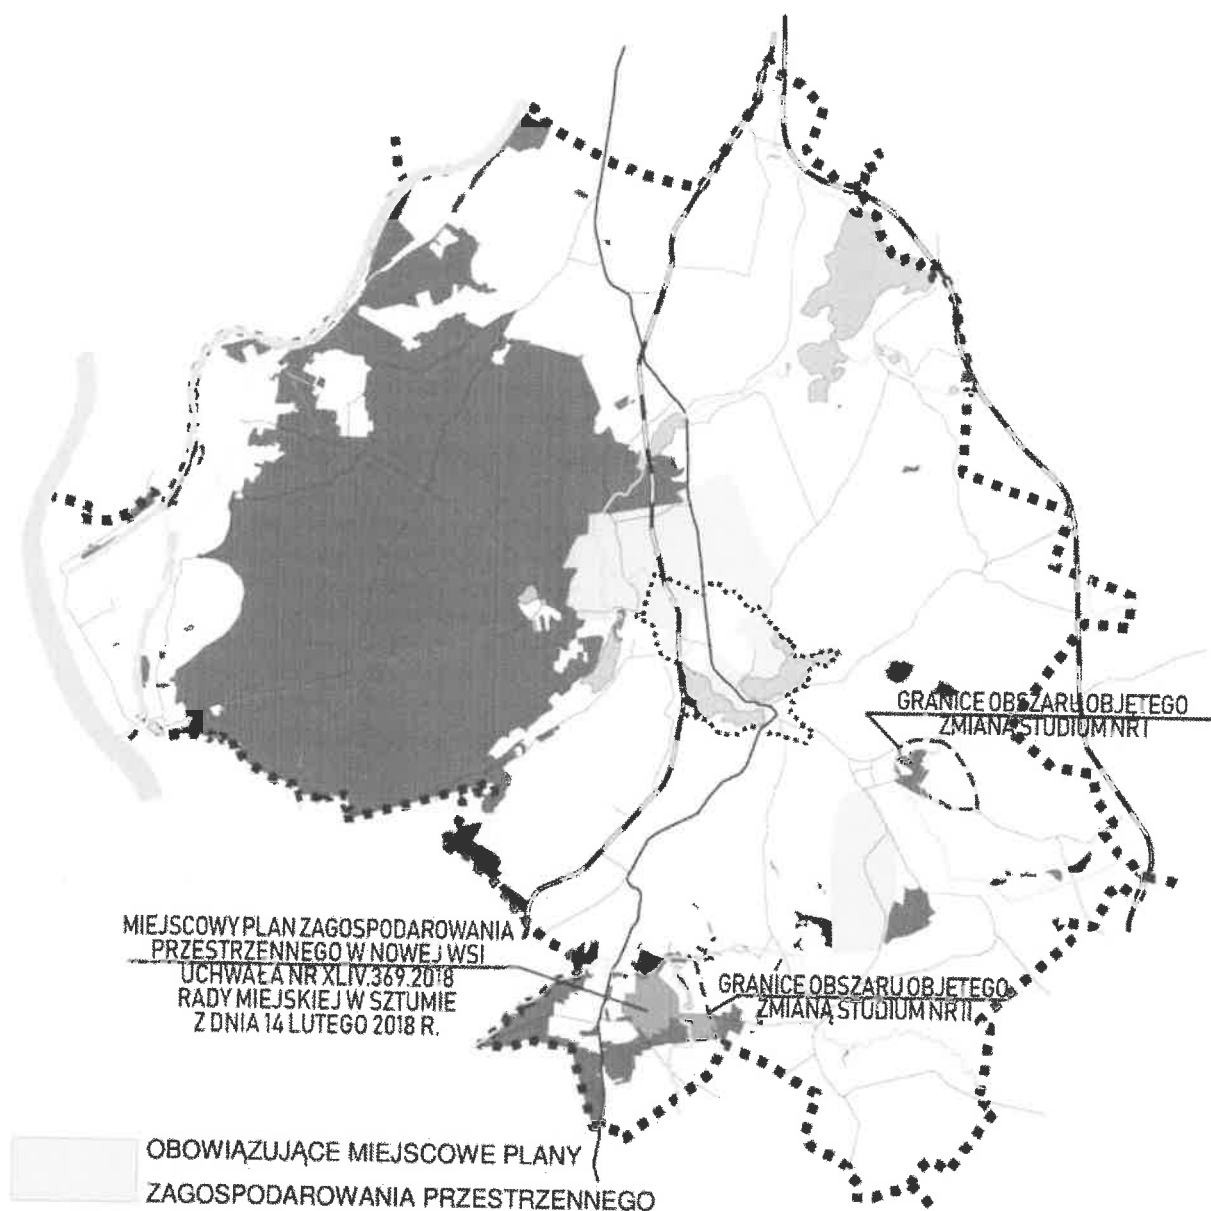 GRANICE OBSZARU OBJĘTEGO
ZMIANĄ STUDIUM NR I
MIEJSCOWY PLAN ZAGOSPODAROWANIA
PRZESTRZENNEGO W NOWEJ WSI
UCHWAŁA NR XLIV.369.2018
RADY MIEJSKIEJ W SZTUMIE
Z DNIA 14 LUTEGO 2018 R.
GRANICE OBSZARU OBJĘTEGO
ZMIANĄ STUDIUM NR II
OBOWIĄZUJĄCE MIEJSCOWE PLANY
ZAGOSPODAROWANIA PRZESTRZENNEGO